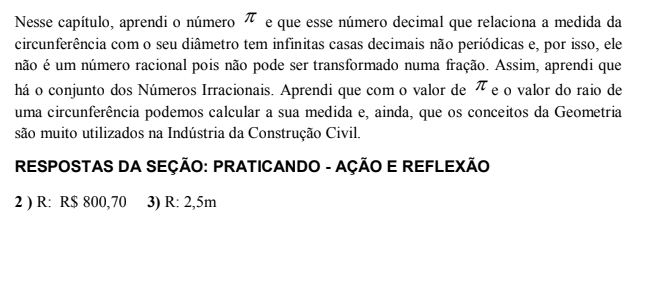 Nesse capítulo, aprendi o número π e que esse número decimal que relaciona a medida da
circunferência com o seu diâmetro tem infinitas casas decimais não periódicas e, por isso, ele
não é um número racional pois não pode ser transformado numa fração. Assim, aprendi que
há o conjunto dos Números Irracionais. Aprendi que com o valor de π e o valor do raio de
uma circunferência podemos calcular a sua medida e, ainda, que os conceitos da Geometria
são muito utilizados na Indústria da Construção Civil.
RESPOSTAS DA SEÇÃO: PRATICANDO - AÇÃO E REFLEXÃO
2 ) R: R$ 800,70 3) R: 2,5m